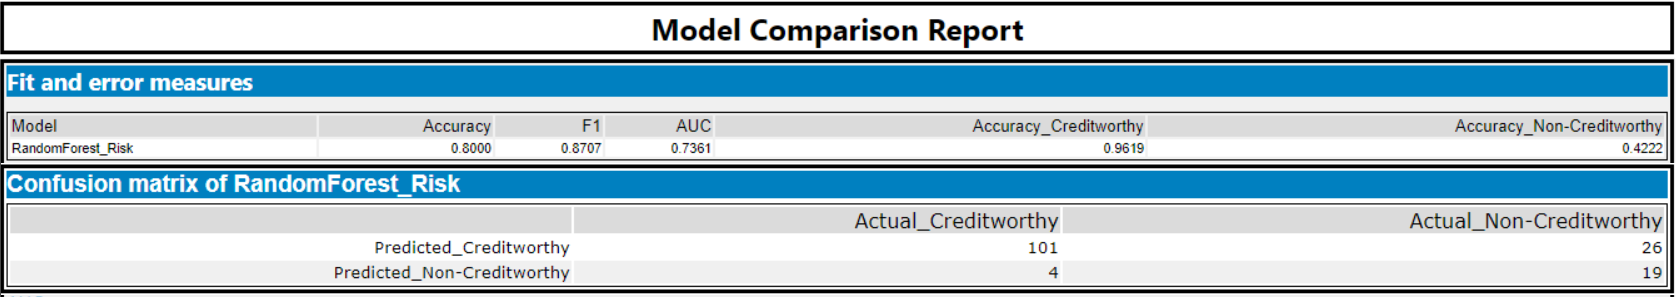 Model Comparison Report
Fit and error measures
Model Accuracy F1 AUC Accuracy_Creditworthy Accuracy_Non-Creditworthy
RandomForest_Risk 0.8000 0.8707 0.7361 0.9619 0.4222
Confusion matrix of RandomForest_Risk
Actual_Creditworthy Actual_Non-Creditworthy
Predicted_Creditworthy 101 26
Predicted_Non-Creditworthy 4 19